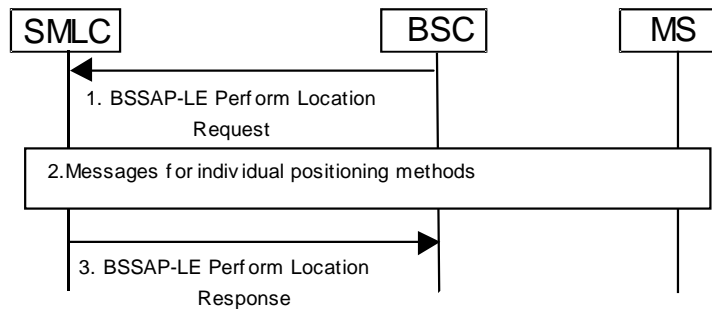 SMLC
BSC
MS
1. BSSAP-LE Perform Location
Request
2.Messages for individual positioning methods
3. BSSAP-LE Perform Location
Response